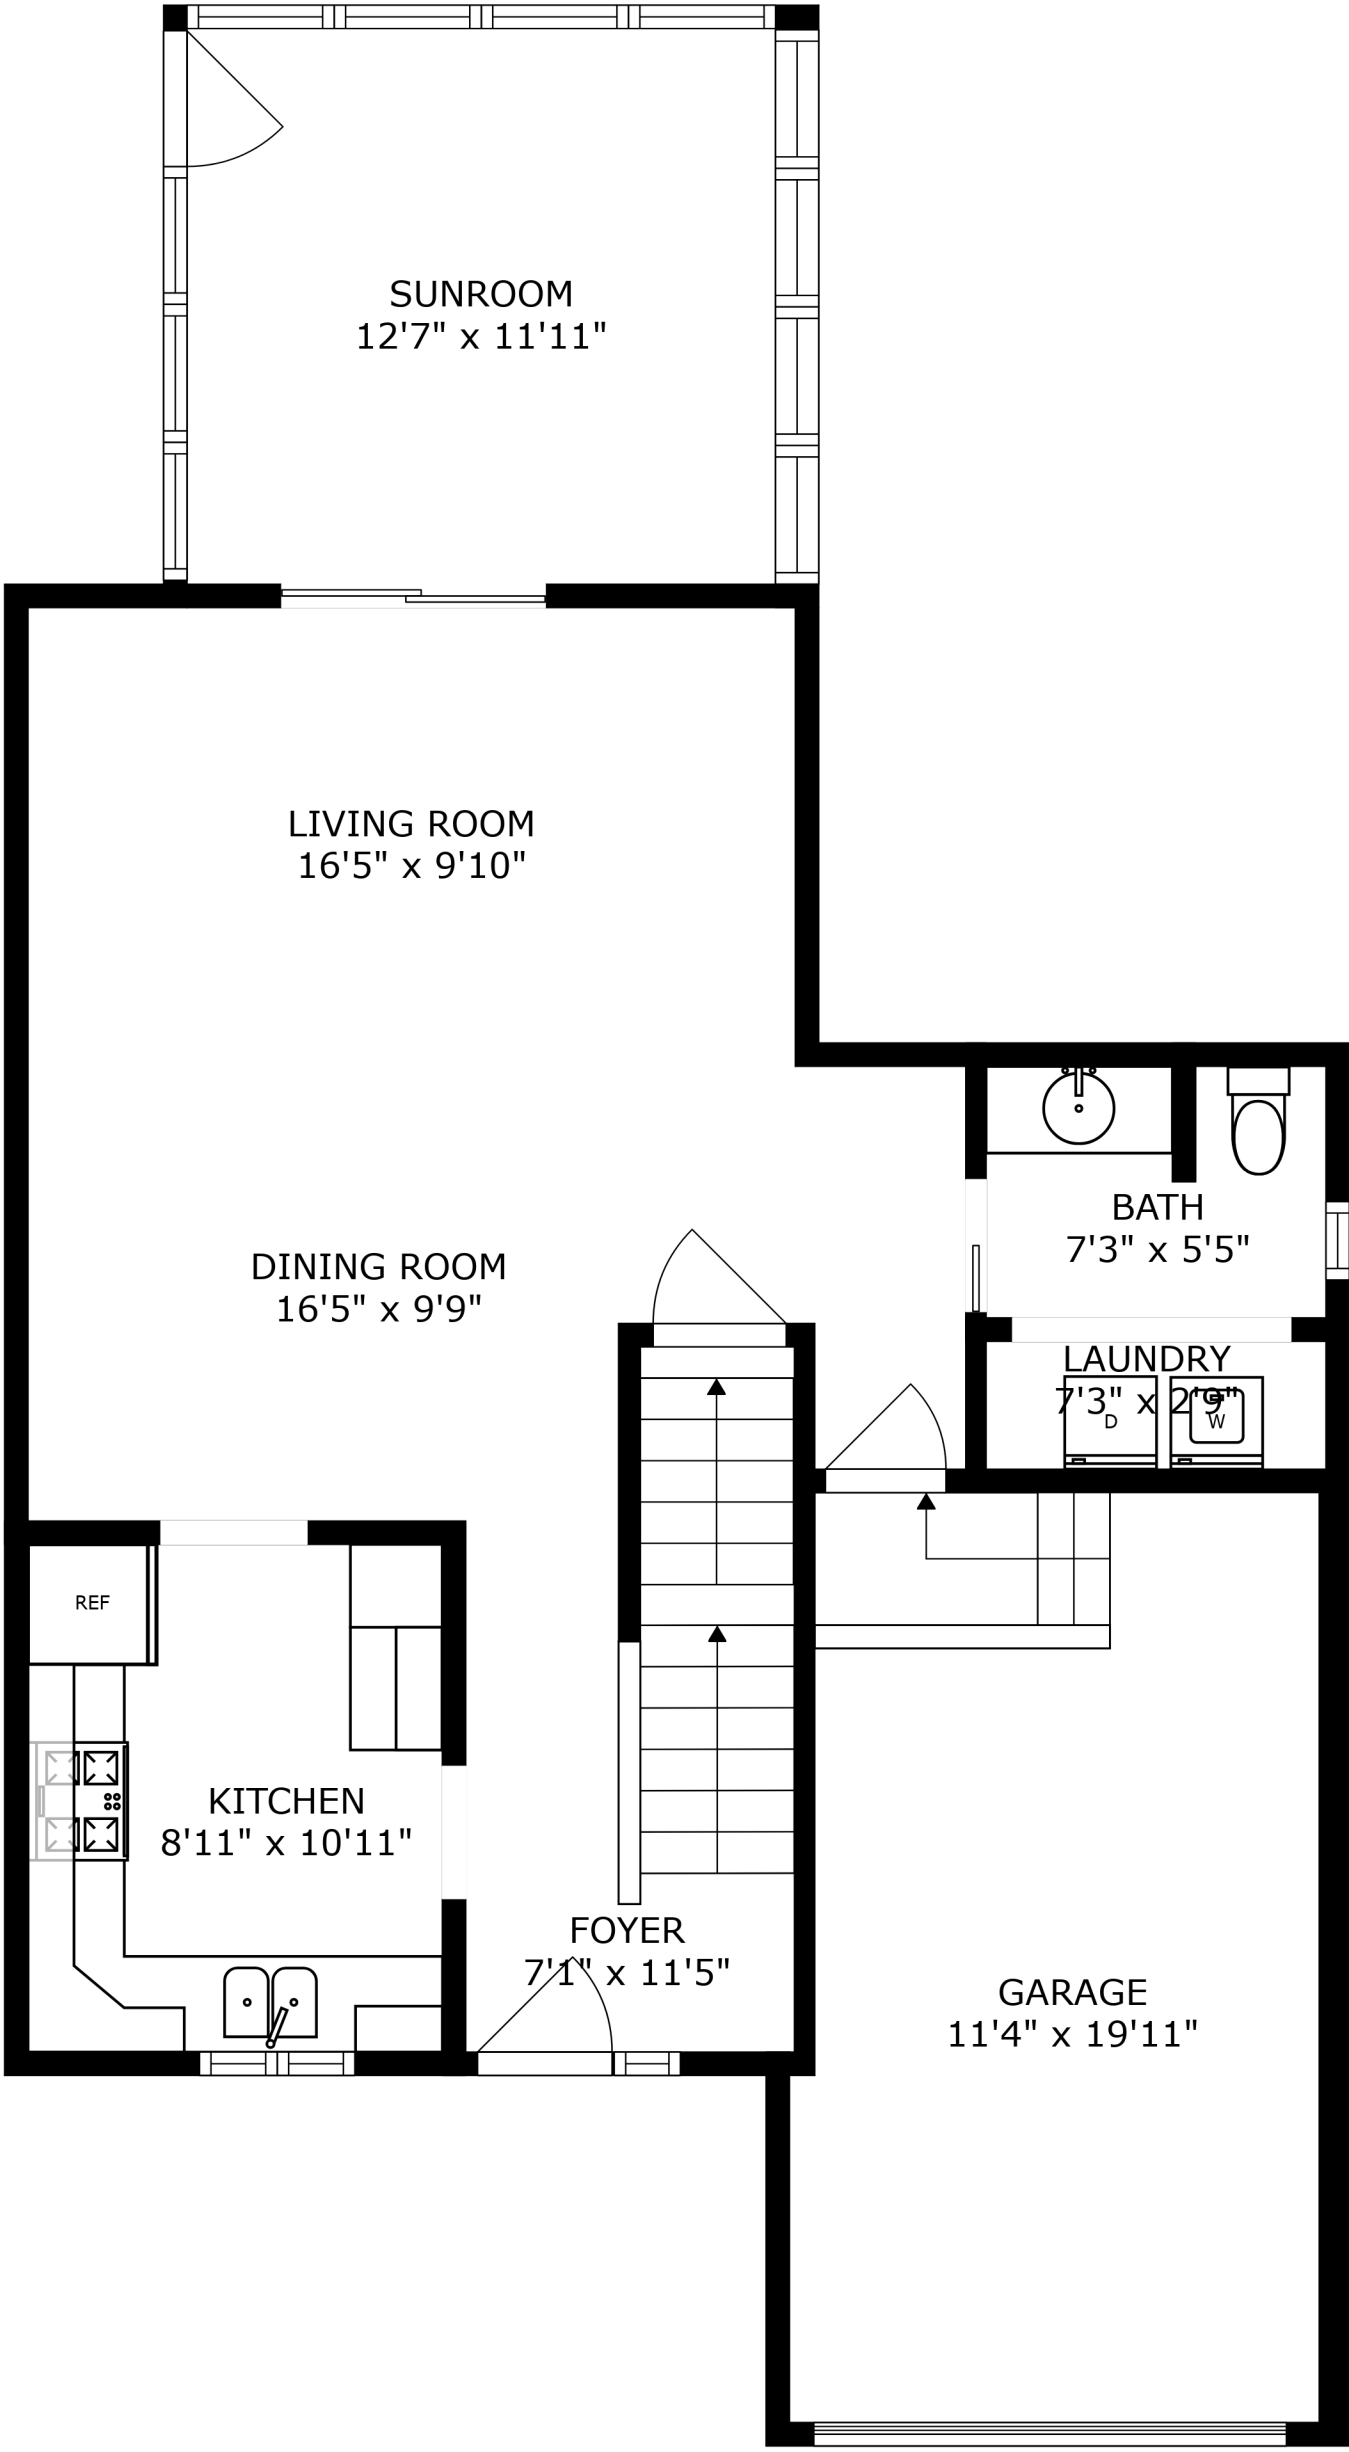 SUNROOM
12'7" x 11'11"
LIVING ROOM
16'5" x 9'10"
BATH
7'3" x 5'5"
DINING ROOM
16'5" x 9'9"
LAUNDRY
7'3" x 2'9"
D
W
REF
KITCHEN
8'11" x 10'11"
FOYER
7'1" x 11'5"
GARAGE
11'4" x 19'11"